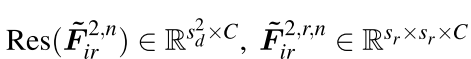 Res(F̃_{ir}^{2,n}) ∈ ℝ^{s_d^2×C}, F̃_{ir}^{2,r,n} ∈ ℝ^{s_r×s_r×C}